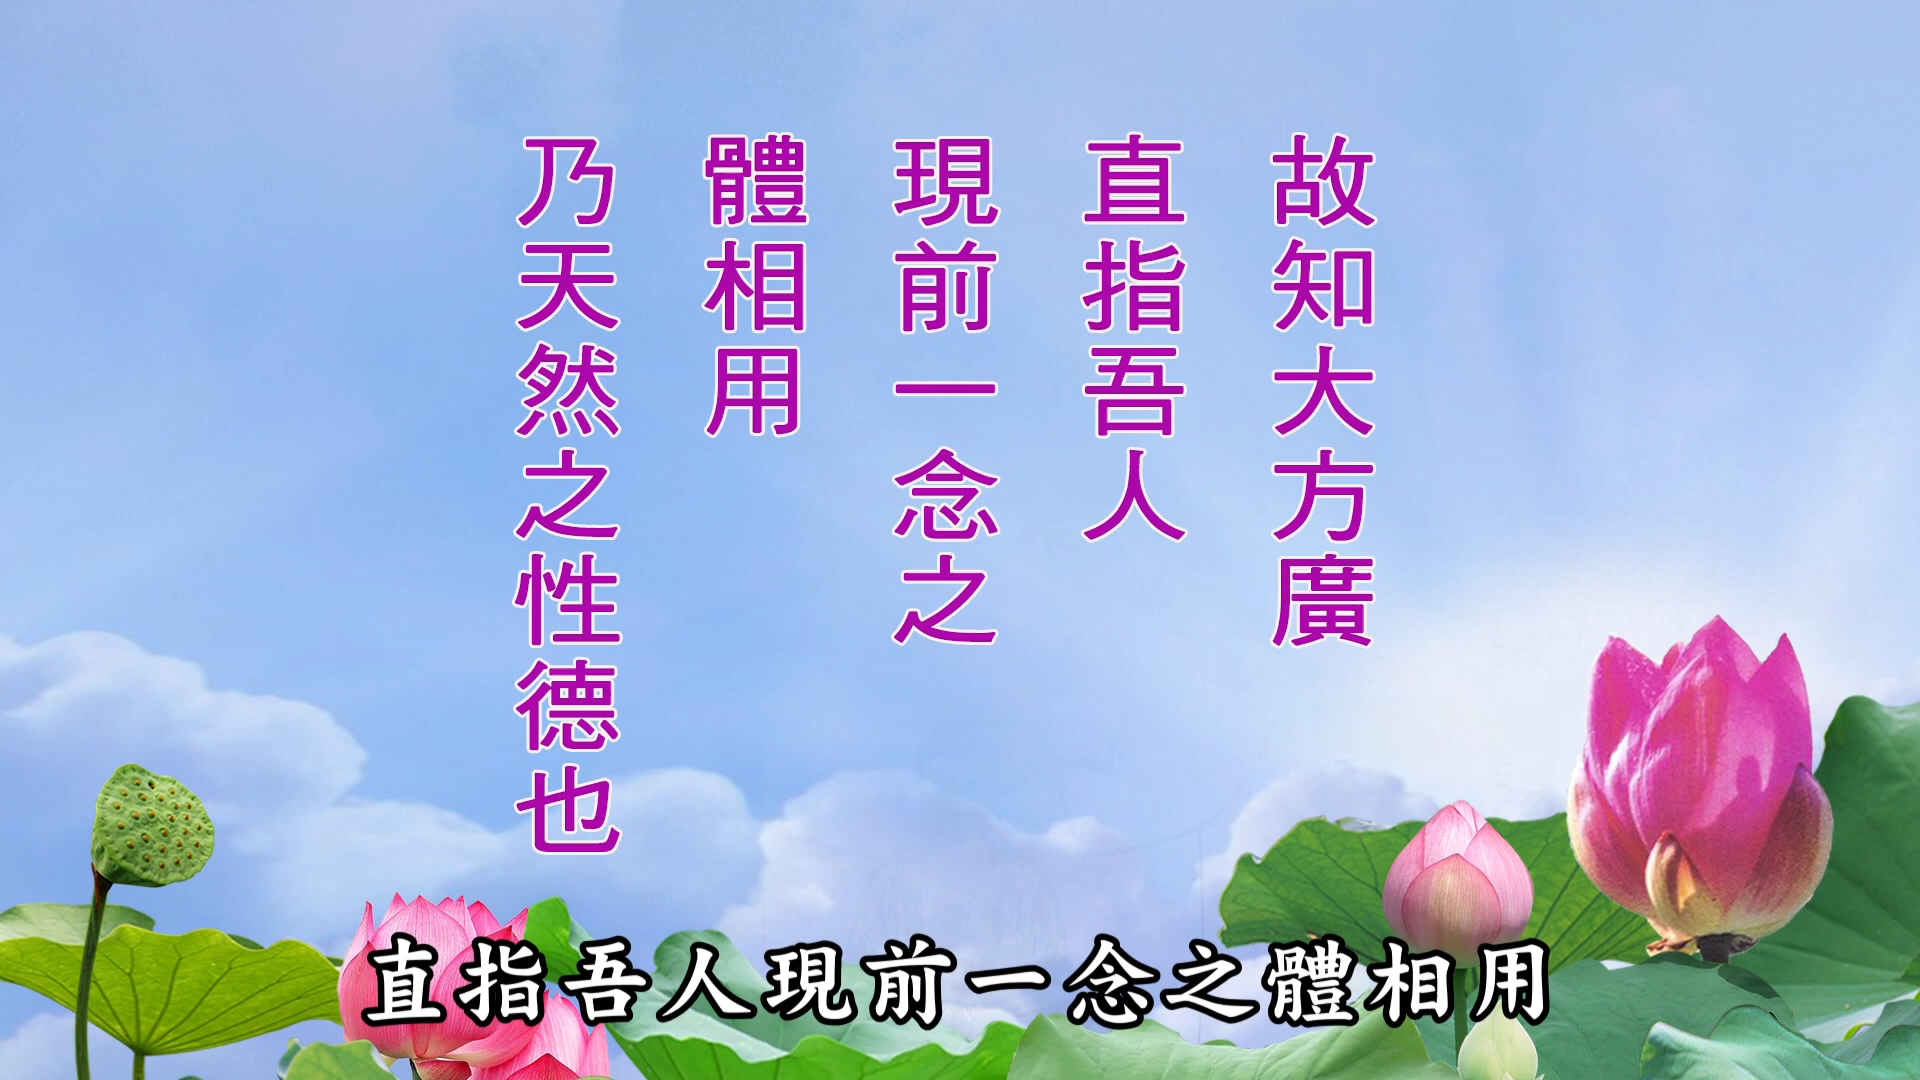 故知大方廣
直指吾人
現前一念之
體相用
乃天然之性德也
直指吾人現前一念之體相用